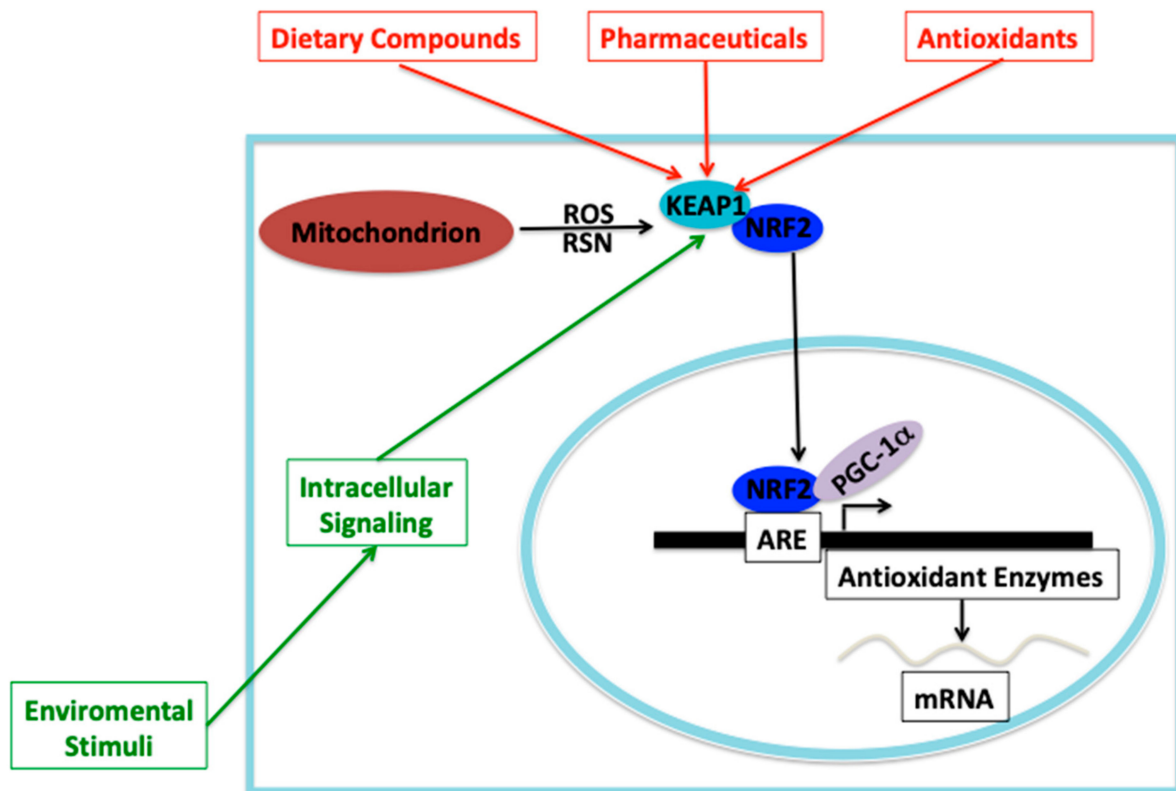 Dietary Compounds
Pharmaceuticals
Antioxidants
KEAP1
NRF2
Mitochondrion
ROS
RSN
Intracellular
Signaling
NRF2
PGC-1α
ARE
Antioxidant Enzymes
mRNA
Enviromental
Stimuli